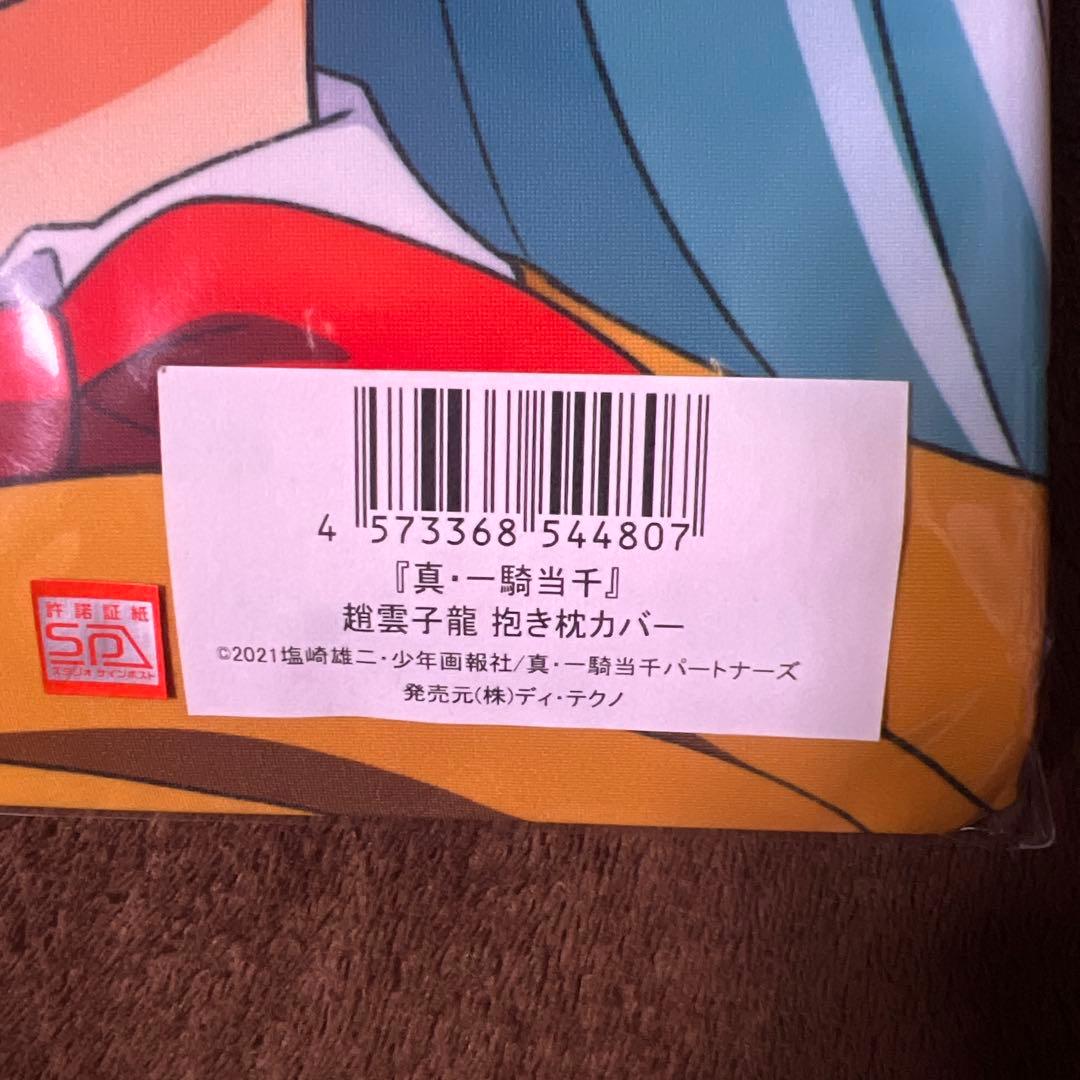 4 573368 544807
『真・一騎当千』
趙雲子龍 抱き枕カバー
©2021塩崎雄二・少年画報社/真・一騎当千パートナーズ
発売元(株)ディ・テクノ
許諾証紙
SPJ
スタジオ サインポスト